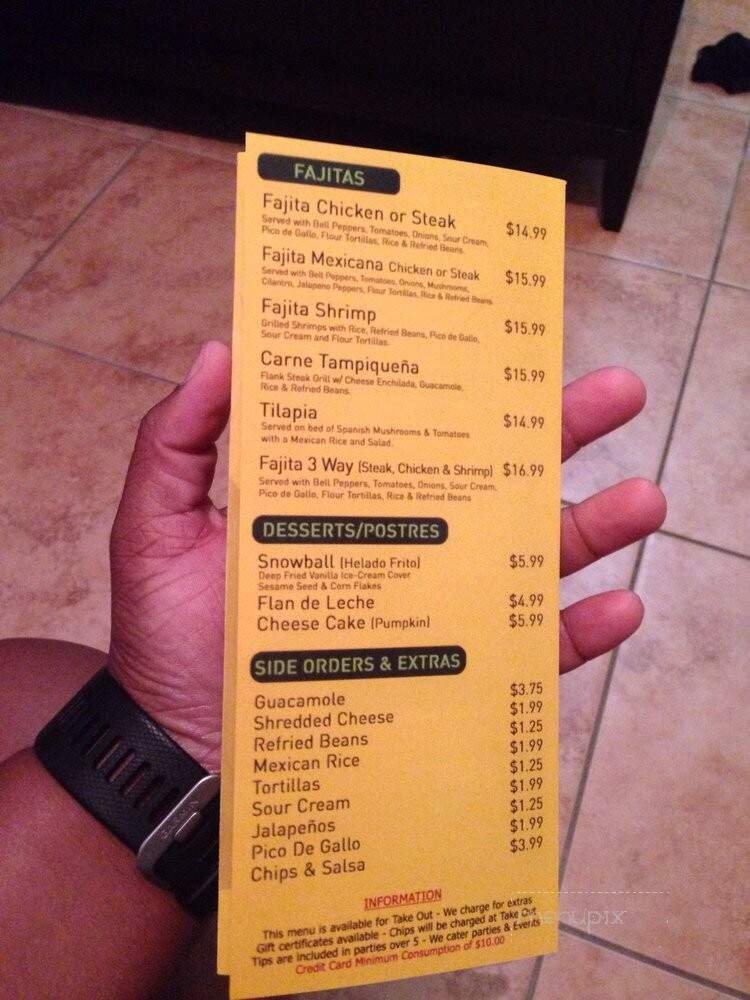 FAJITAS
Fajita Chicken or Steak $14.99
Served with Bell Peppers, Tomatoes, Onions, Sour Cream,
Pico de Gallo, Flour Tortillas, Rice & Refried Beans.
Fajita Mexicana Chicken or Steak $15.99
Served with Bell Peppers, Tomatoes, Onions, Mushrooms,
Cilantro, Jalapeno Peppers, Flour Tortillas, Rice & Refried Beans.
Fajita Shrimp $15.99
Grilled Shrimps with Rice, Refried Beans, Pico de Gallo,
Sour Cream and Flour Tortillas.
Carne Tampiqueña $15.99
Flank Steak Grill w/ Cheese Enchilada, Guacamole,
Rice & Refried Beans.
Tilapia $14.99
Served on bed of Spanish Mushrooms & Tomatoes
with a Mexican Rice and Salad.
Fajita 3 Way (Steak, Chicken & Shrimp) $16.99
Served with Bell Peppers, Tomatoes, Onions, Sour Cream,
Pico de Gallo, Flour Tortillas, Rice & Refried Beans
DESSERTS/POSTRES
Snowball (Helado Frito) $5.99
Deep Fried Vanilla Ice-Cream Cover
Sesame Seed & Corn Flakes
Flan de Leche $4.99
Cheese Cake (Pumpkin) $5.99
SIDE ORDERS & EXTRAS
Guacamole $3.75
Shredded Cheese $1.99
Refried Beans $1.25
Mexican Rice $1.99
Tortillas $1.25
Sour Cream $1.99
Jalapeños $1.25
Pico De Gallo $1.99
Chips & Salsa $3.99
INFORMATION
This menu is available for Take Out - We charge for extras
Gift certificates available - Chips will be charged at Take Out
Tips are included in parties over 5 - We cater parties & Events
Credit Card Minimum Consumption of $10.00
GARMIN
menupix